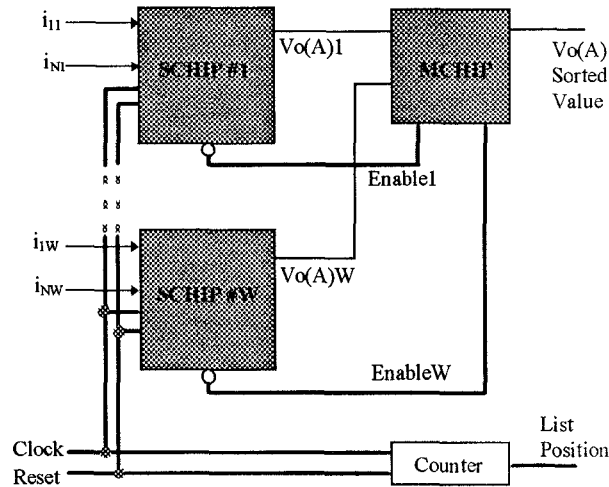 i11
SCHIP #1
Vo(A)1
MCHIP
Vo(A)
Sorted
Value
iN1
Enable1
i1W
SCHIP #W
Vo(A)W
iNW
EnableW
List
Position
Clock
Reset
Counter